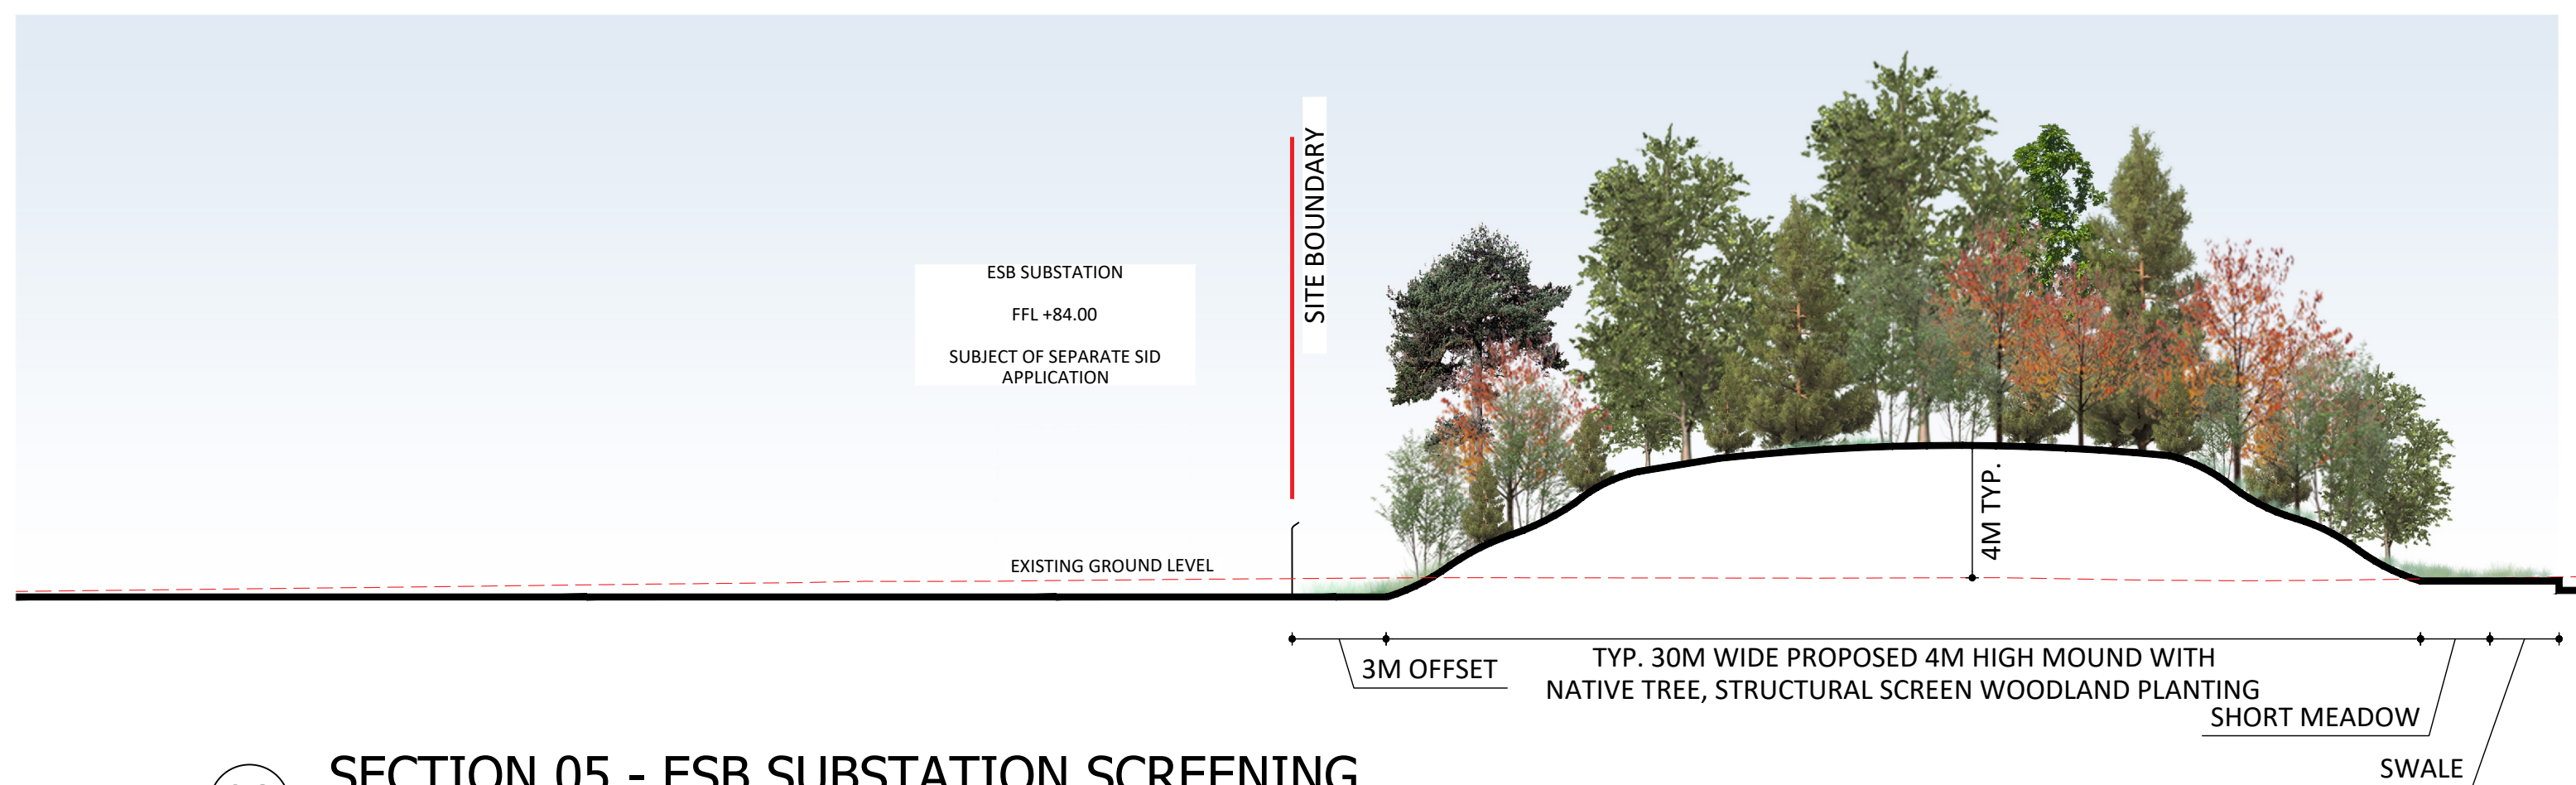 SITE BOUNDARY
ESB SUBSTATION
FFL +84.00
SUBJECT OF SEPARATE SID
APPLICATION
4M TYP.
EXISTING GROUND LEVEL
3M OFFSET
TYP. 30M WIDE PROPOSED 4M HIGH MOUND WITH
NATIVE TREE, STRUCTURAL SCREEN WOODLAND PLANTING
SHORT MEADOW
SWALE
SECTION 05 - ESB SUBSTATION SCREENING